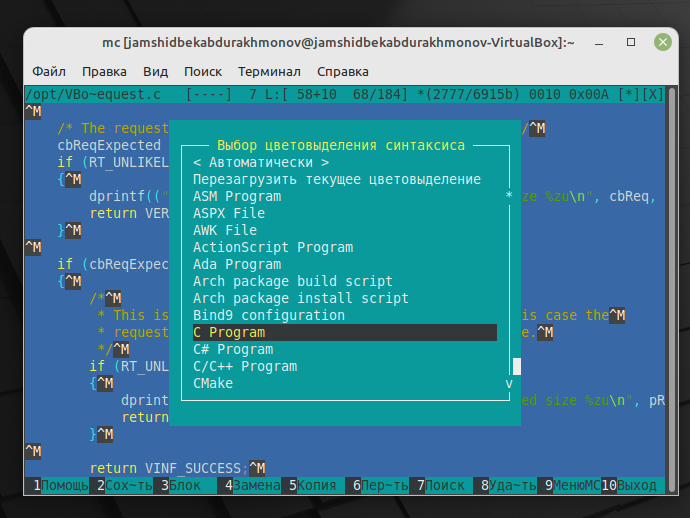 mc [jamshidbekabdurakhmonov@jamshidbekabdurakhmonov-VirtualBox]:~
Файл Правка Вид Поиск Терминал Справка
/opt/VBo~equest.c [----] 7 L:[ 58+10 68/184] *(2777/6915b) 0010 0x00A [*][X]
^M
/* The request /^M
cbReqExpected
if (RT_UNLIKEL
{^M
dprintf((" ze %zu\n", cbReq,
return VER
}^M
^M
if (cbReqExpec
{^M
/*^M
* This is is case the^M
* request e.^M
*/^M
if (RT_UNL
{^M
dprint ed size %zu\n", pR
return
}^M
^M
return VINF_SUCCESS;^M
Выбор цветовыделения синтаксиса
< Автоматически >
Перезагрузить текущее цветовыделение
ASM Program *
ASPX File
AWK File
ActionScript Program
Ada Program
Arch package build script
Arch package install script
Bind9 configuration
C Program
C# Program
C/C++ Program
CMake v
1Помощь 2Сох~ть 3Блок 4Замена 5Копия 6Пер~ть 7Поиск 8Уда~ть 9МенюMC 10Выход